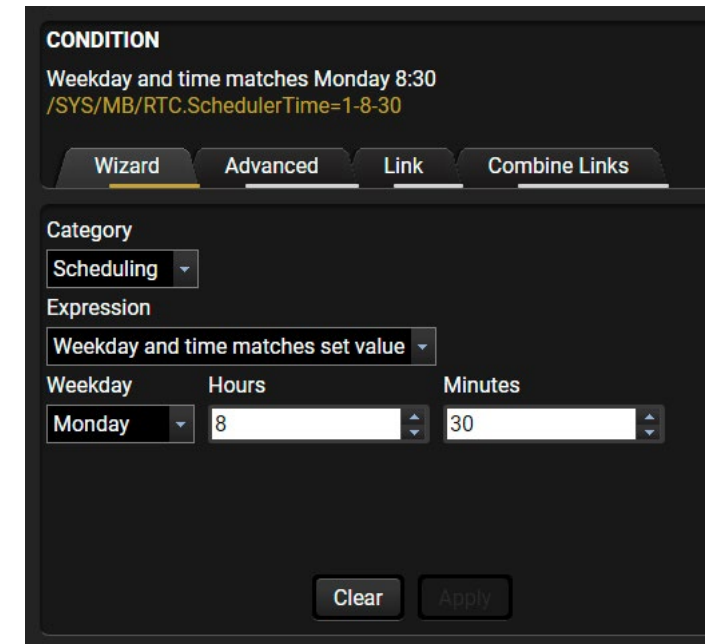 CONDITION
Weekday and time matches Monday 8:30
/SYS/MB/RTC.SchedulerTime=1-8-30
Wizard Advanced Link Combine Links
Category
Scheduling
Expression
Weekday and time matches set value
Weekday Hours Minutes
Monday 8 30
Clear Apply